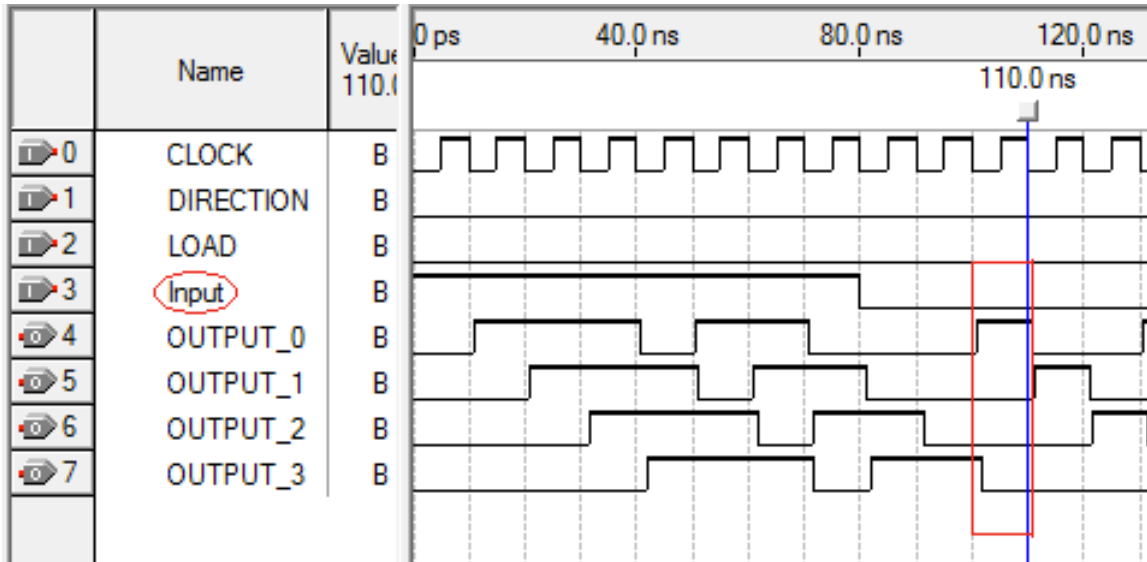 Name
Value
110.0
0 ps
40.0 ns
80.0 ns
120.0 ns
110.0 ns
0 CLOCK B
1 DIRECTION B
2 LOAD B
3 Input B
4 OUTPUT_0 B
5 OUTPUT_1 B
6 OUTPUT_2 B
7 OUTPUT_3 B